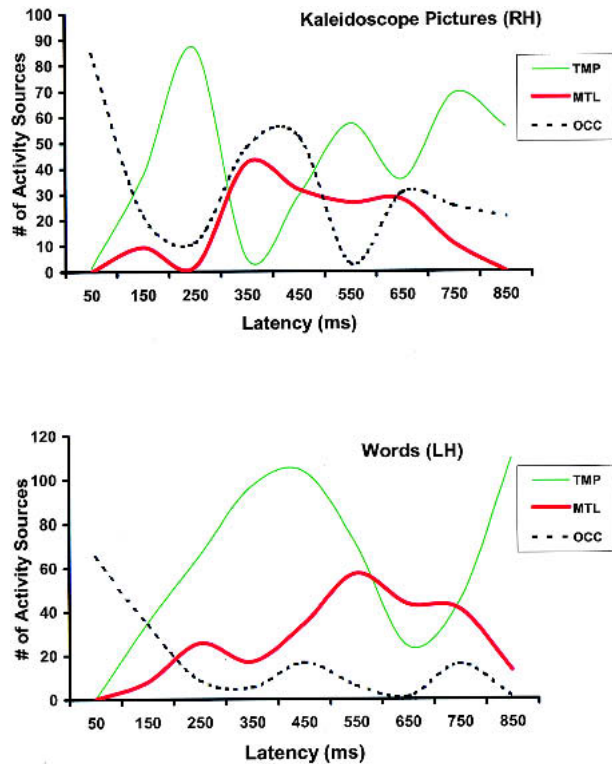 Kaleidoscope Pictures (RH)
100
90
80
70
60
50
40
30
20
10
0
# of Activity Sources
50 150 250 350 450 550 650 750 850
Latency (ms)
TMP
MTL
OCC
Words (LH)
120
100
80
60
40
20
0
# of Activity Sources
50 150 250 350 450 550 650 750 850
Latency (ms)
TMP
MTL
OCC